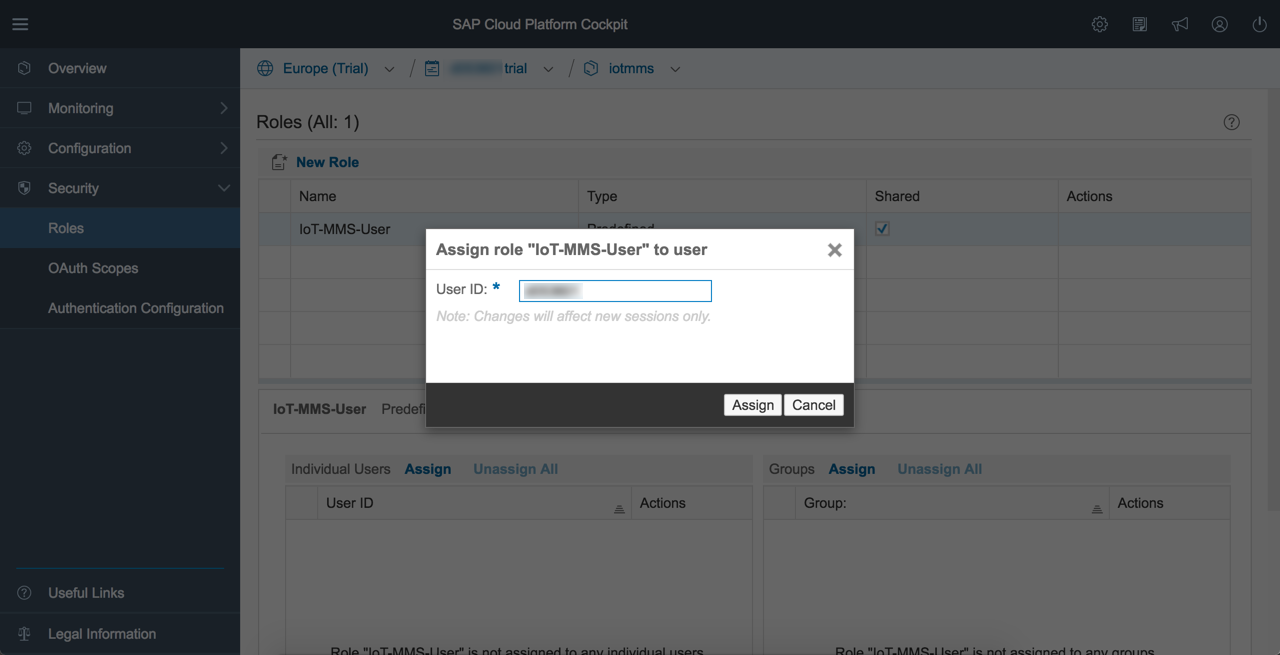 SAP Cloud Platform Cockpit
Overview
Monitoring
Configuration
Security
Roles
OAuth Scopes
Authentication Configuration
Useful Links
Legal Information
Europe (Trial) / trial / iotmms
Roles (All: 1)
New Role
Name Type Shared Actions
IoT-MMS-User Predefined
Assign role "IoT-MMS-User" to user
User ID: *
Note: Changes will affect new sessions only.
Assign Cancel
IoT-MMS-User Predefi
Individual Users Assign Unassign All
User ID Actions
Role "IoT-MMS-User" is not assigned to any individual users
Groups Assign Unassign All
Group: Actions
Role "IoT-MMS-User" is not assigned to any groups